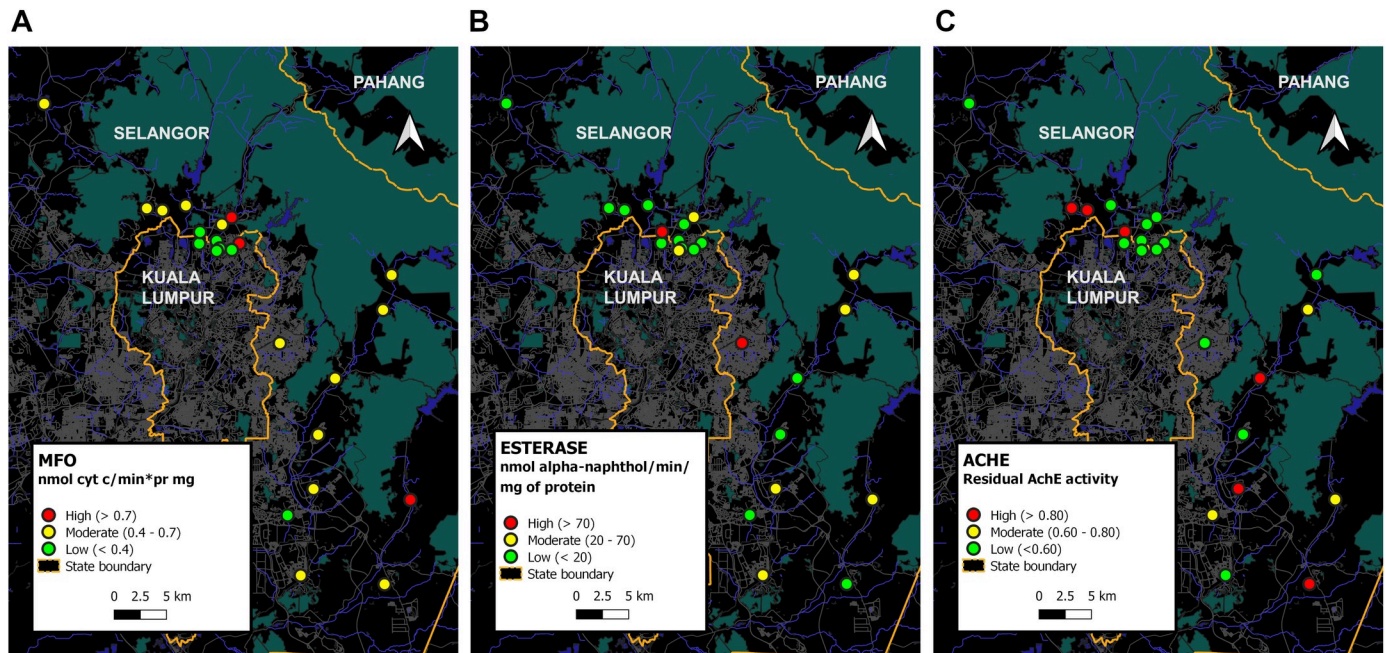 A
PAHANG
SELANGOR
KUALA
LUMPUR
MFO
nmol cyt c/min*pr mg
High (> 0.7)
Moderate (0.4 - 0.7)
Low (< 0.4)
State boundary
0 2.5 5 km
B
PAHANG
SELANGOR
KUALA
LUMPUR
ESTERASE
nmol alpha-naphthol/min/
mg of protein
High (> 70)
Moderate (20 - 70)
Low (< 20)
State boundary
0 2.5 5 km
C
PAHANG
SELANGOR
KUALA
LUMPUR
ACHE
Residual AchE activity
High (> 0.80)
Moderate (0.60 - 0.80)
Low (<0.60)
State boundary
0 2.5 5 km